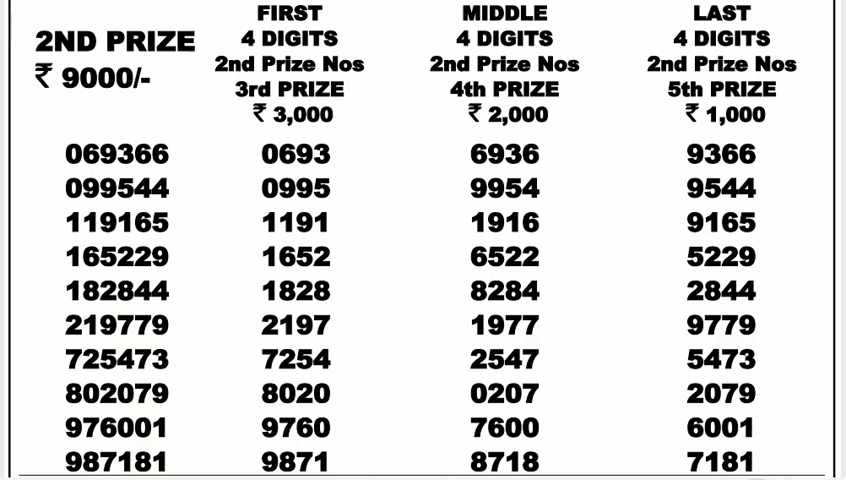 2ND PRIZE
₹ 9000/-
FIRST
4 DIGITS
2nd Prize Nos
3rd PRIZE
₹ 3,000
MIDDLE
4 DIGITS
2nd Prize Nos
4th PRIZE
₹ 2,000
LAST
4 DIGITS
2nd Prize Nos
5th PRIZE
₹ 1,000
069366 0693 6936 9366
099544 0995 9954 9544
119165 1191 1916 9165
165229 1652 6522 5229
182844 1828 8284 2844
219779 2197 1977 9779
725473 7254 2547 5473
802079 8020 0207 2079
976001 9760 7600 6001
987181 9871 8718 7181